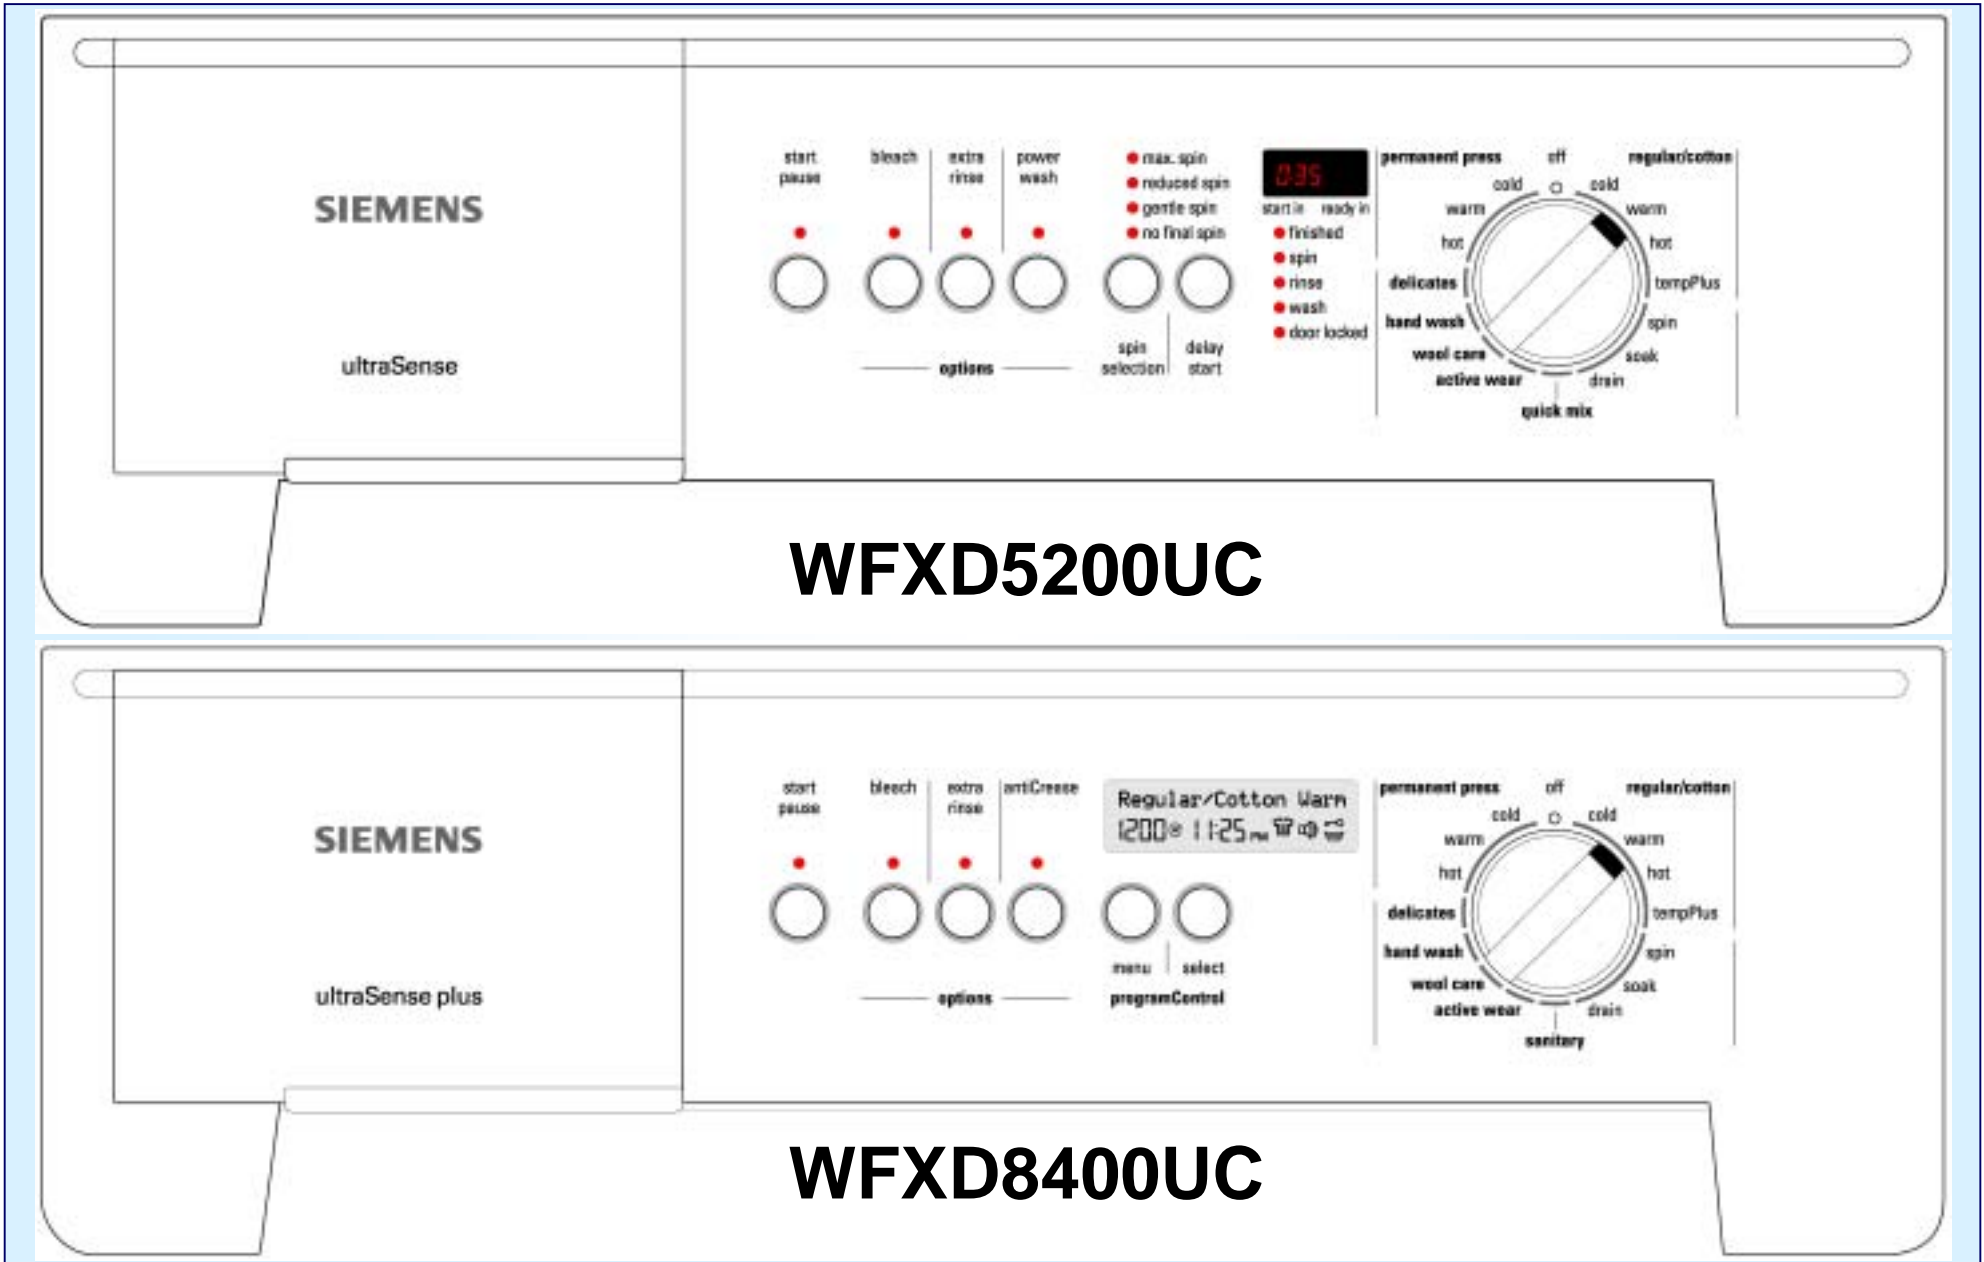 SIEMENS
ultraSense
start
pause
bleach
extra
rinse
power
wash
options
max. spin
reduced spin
gentle spin
no final spin
spin
selection
delay
start
0:35
start in ready in
finished
spin
rinse
wash
door locked
permanent press off regular/cotton
cold cold
warm warm
hot hot
delicates tempPlus
hand wash spin
wool care soak
active wear drain
quick mix
WFXD5200UC
SIEMENS
ultraSense plus
start
pause
bleach
extra
rinse
antiCrease
options
Regular/Cotton Warm
1200 11:25 PM
menu select
programControl
permanent press off regular/cotton
cold cold
warm warm
hot hot
delicates tempPlus
hand wash spin
wool care soak
active wear drain
sanitary
WFXD8400UC